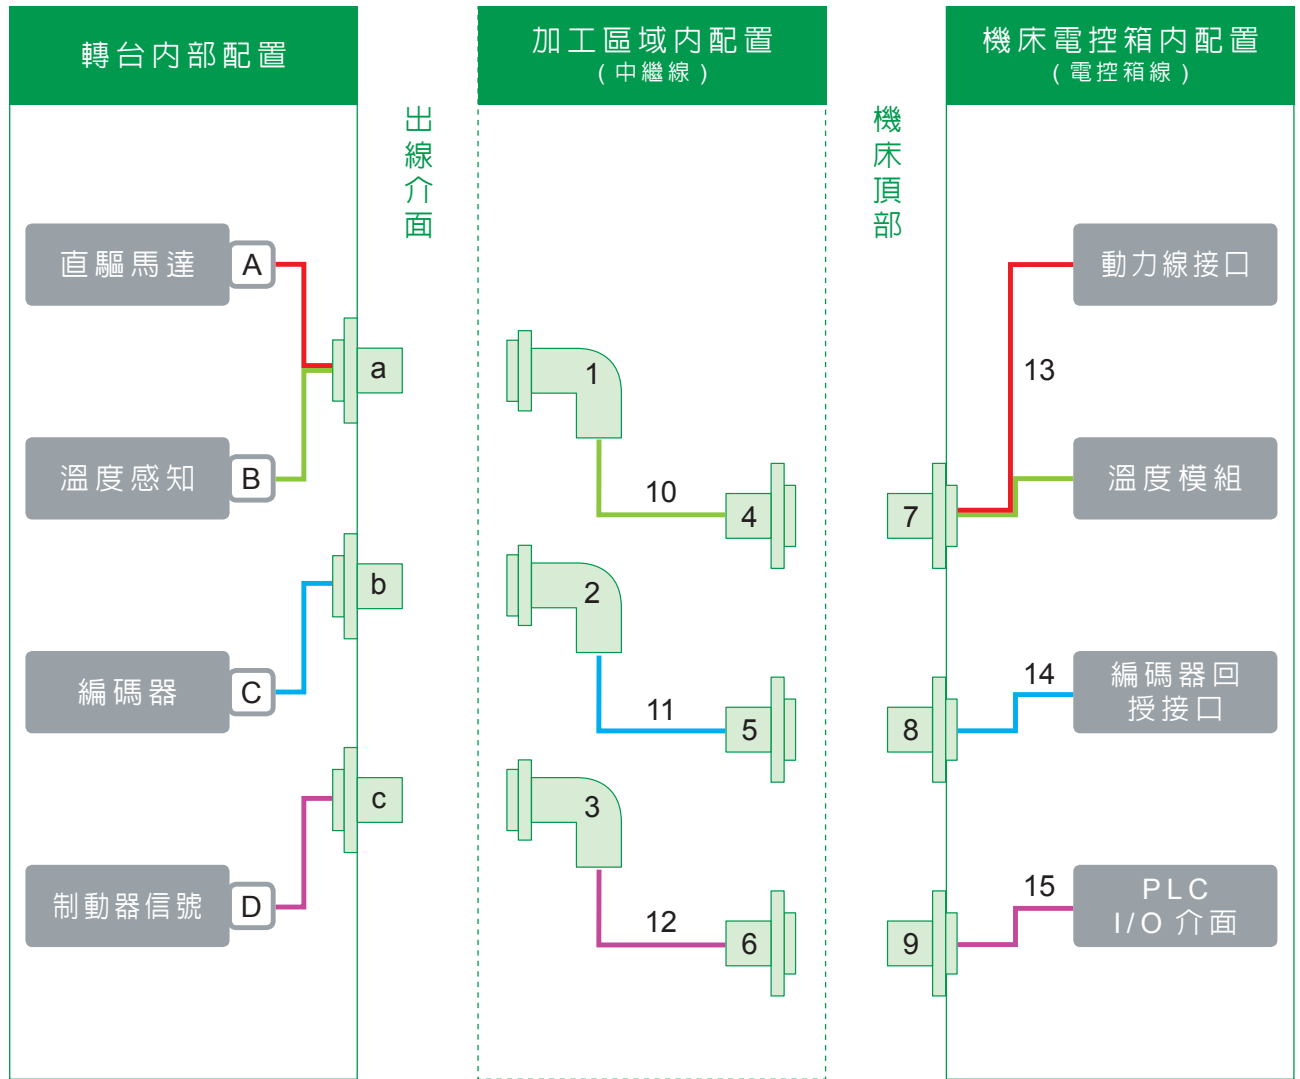 轉台内部配置
加工區域内配置
(中繼線)
機床電控箱内配置
(電控箱線)
出線介面
機床頂部
直驅馬達
A
a
溫度感知
B
b
編碼器
C
c
制動器信號
D
1
10
4
2
11
5
3
12
6
動力線接口
13
溫度模組
7
14
編碼器回
授接口
8
15
PLC
I/O 介面
9